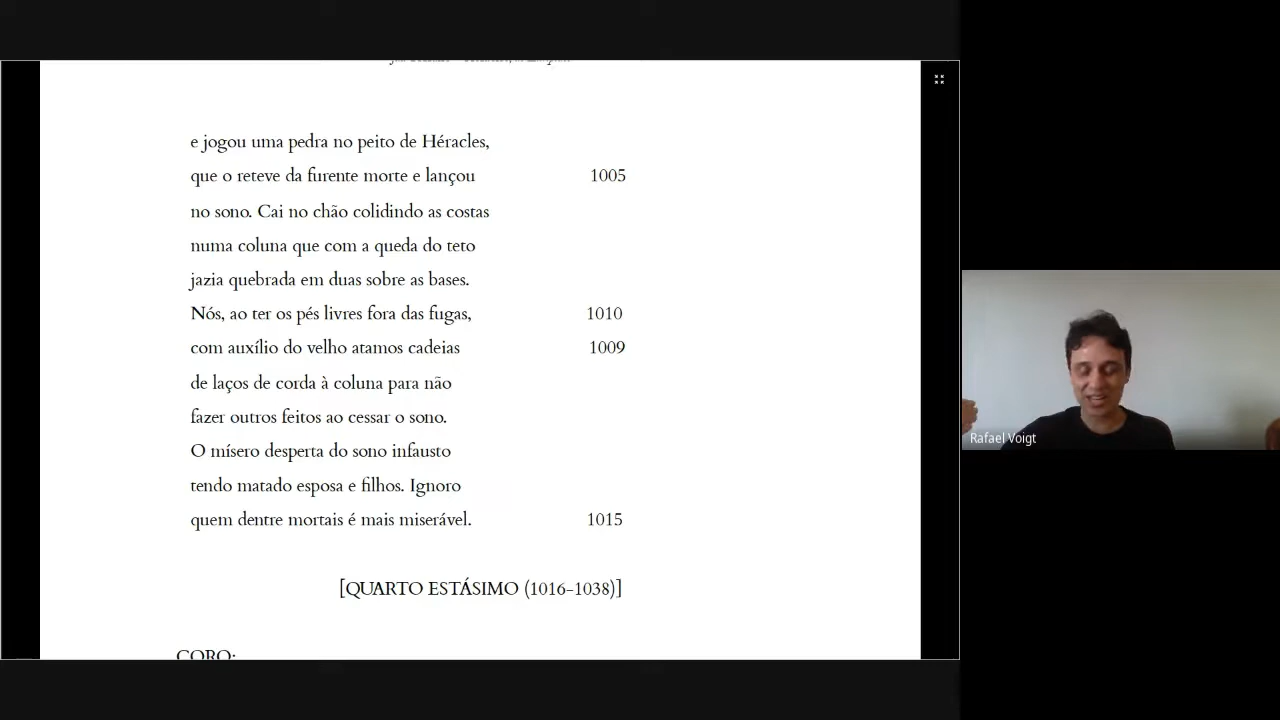 e jogou uma pedra no peito de Héracles,
que o reteve da furente morte e lançou 1005
no sono. Cai no chão colidindo as costas
numa coluna que com a queda do teto
jazia quebrada em duas sobre as bases.
Nós, ao ter os pés livres fora das fugas, 1010
com auxílio do velho atamos cadeias 1009
de laços de corda à coluna para não
fazer outros feitos ao cessar o sono.
O mísero desperta do sono infausto
tendo matado esposa e filhos. Ignoro
quem dentre mortais é mais miserável. 1015
[QUARTO ESTÁSIMO (1016-1038)]
CORO:
Rafael Voigt